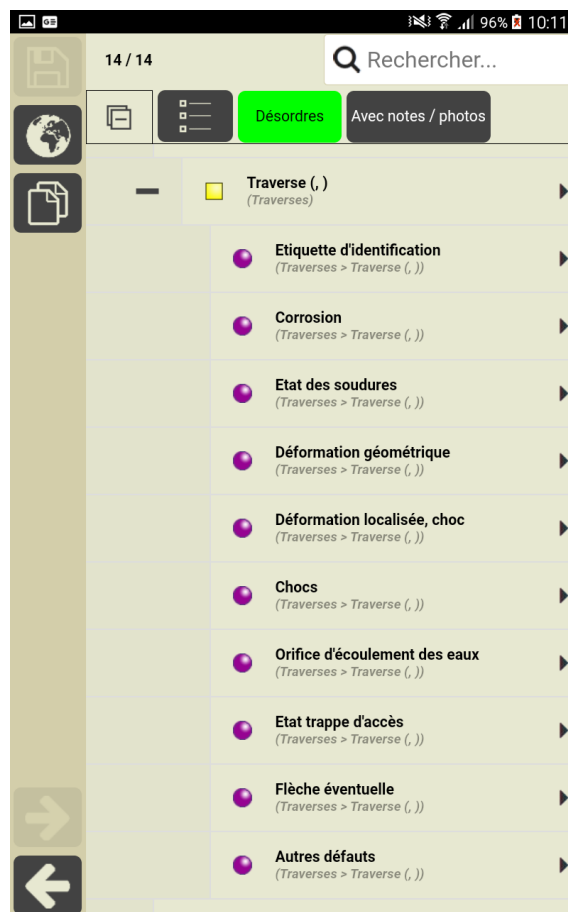 96% 10:11
14 / 14
Rechercher...
Désordres
Avec notes / photos
Traverse (, )
(Traverses)
Etiquette d'identification
(Traverses > Traverse (, ))
Corrosion
(Traverses > Traverse (, ))
Etat des soudures
(Traverses > Traverse (, ))
Déformation géométrique
(Traverses > Traverse (, ))
Déformation localisée, choc
(Traverses > Traverse (, ))
Chocs
(Traverses > Traverse (, ))
Orifice d'écoulement des eaux
(Traverses > Traverse (, ))
Etat trappe d'accès
(Traverses > Traverse (, ))
Flèche éventuelle
(Traverses > Traverse (, ))
Autres défauts
(Traverses > Traverse (, ))